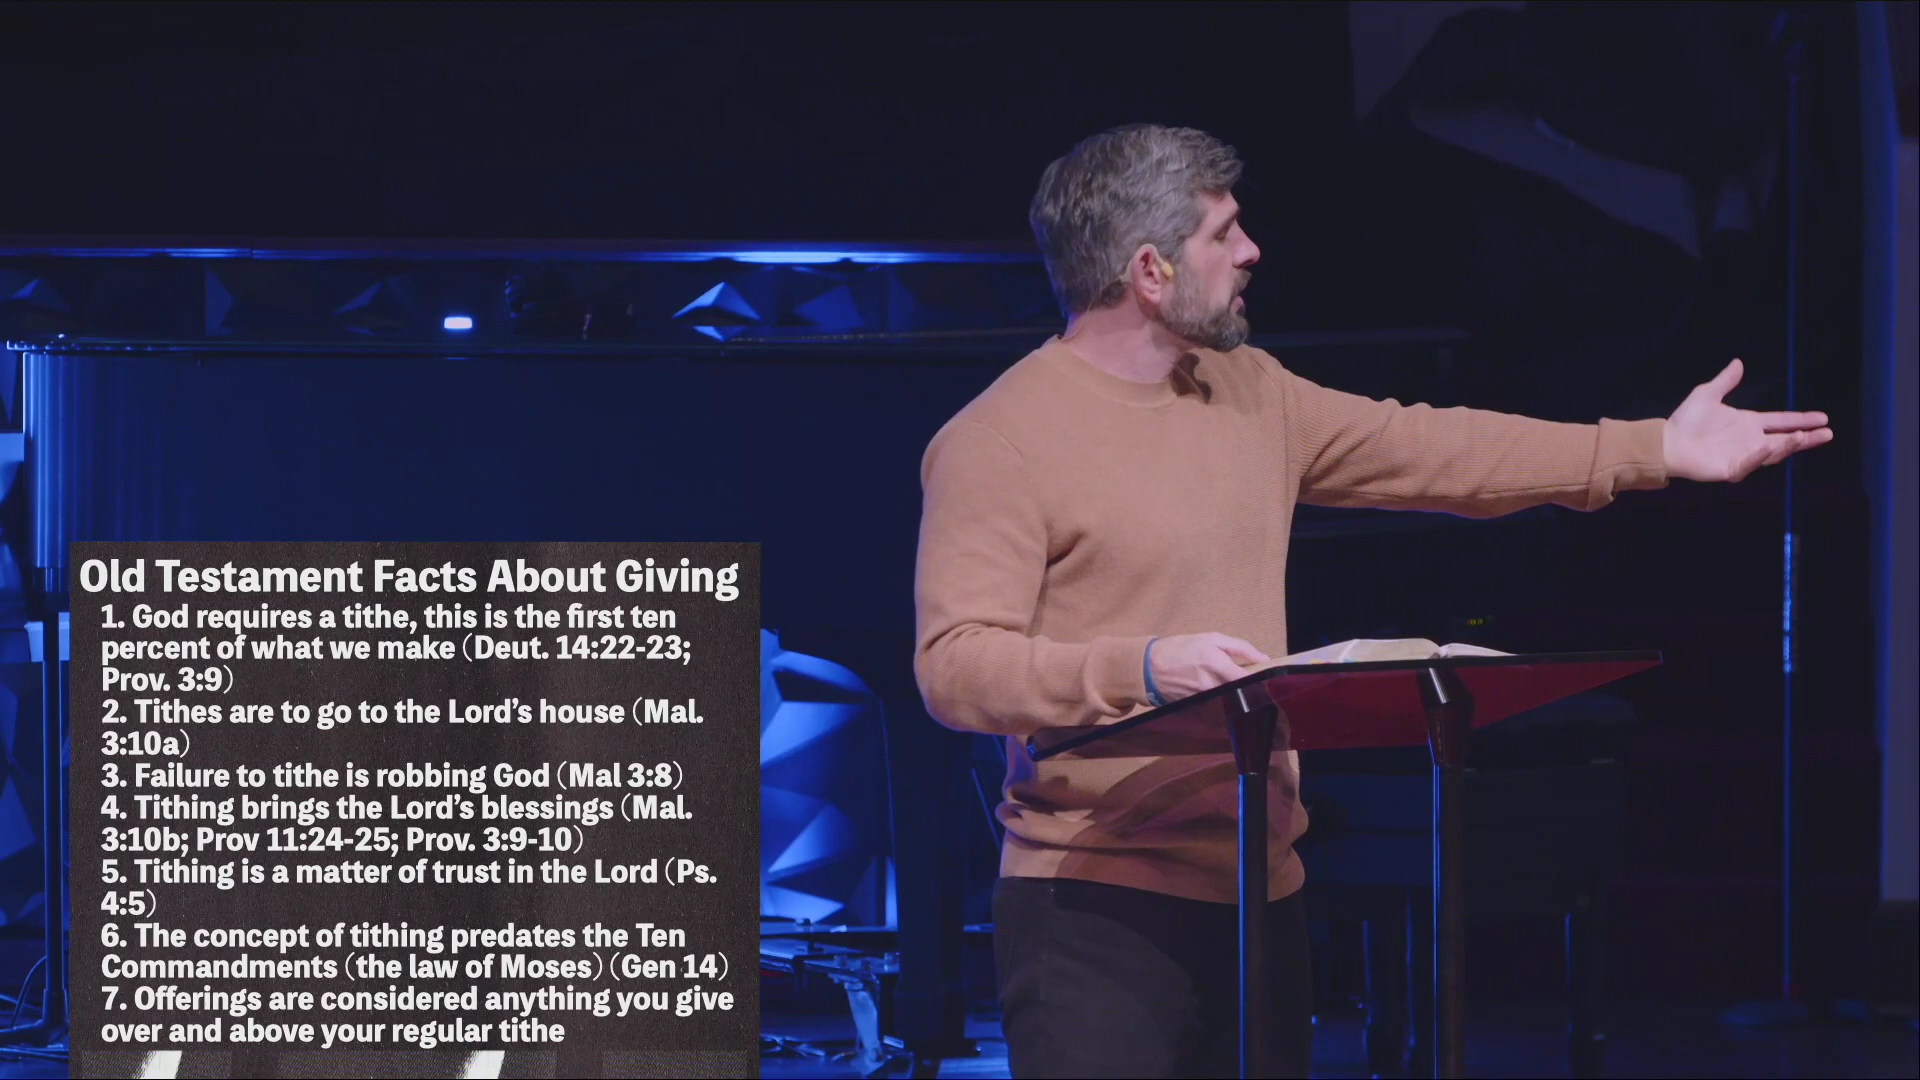 Old Testament Facts About Giving
1. God requires a tithe, this is the first ten
percent of what we make (Deut. 14:22-23;
Prov. 3:9)
2. Tithes are to go to the Lord’s house (Mal.
3:10a)
3. Failure to tithe is robbing God (Mal 3:8)
4. Tithing brings the Lord’s blessings (Mal.
3:10b; Prov 11:24-25; Prov. 3:9-10)
5. Tithing is a matter of trust in the Lord (Ps.
4:5)
6. The concept of tithing predates the Ten
Commandments (the law of Moses) (Gen 14)
7. Offerings are considered anything you give
over and above your regular tithe